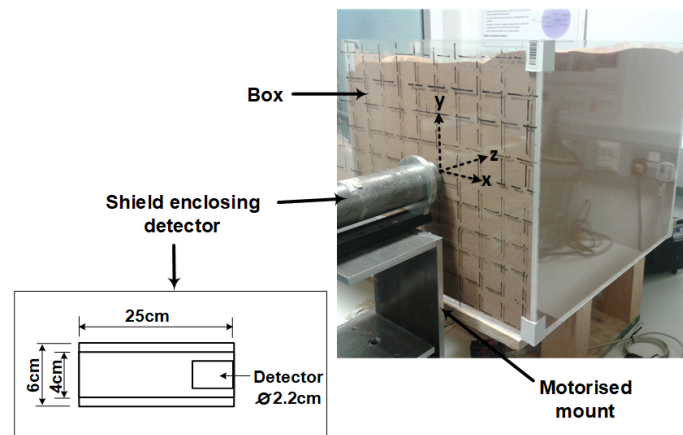 Box
y
z
x
Shield enclosing
detector
25cm
6cm
4cm
Detector
⌀2.2cm
Motorised
mount